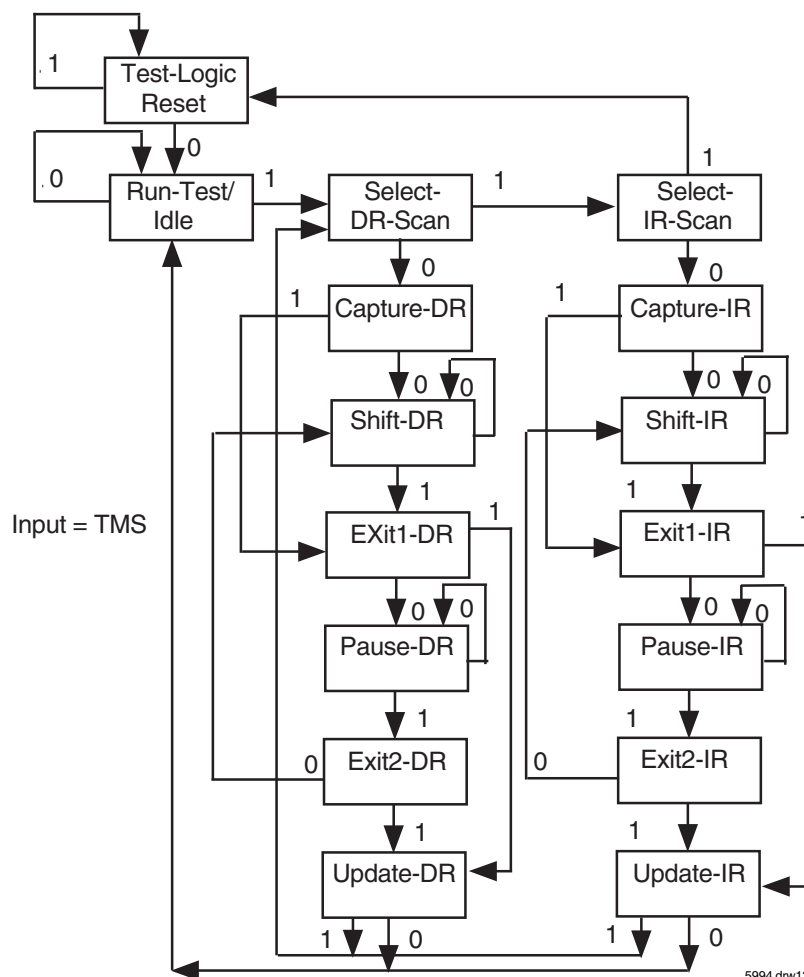 1
Test-Logic
Reset
0
0
Run-Test/
Idle
1
Select-
DR-Scan
1
Select-
IR-Scan
1
0
0
1
Capture-DR
1
Capture-IR
0
0
0
0
Shift-DR
Shift-IR
1
1
Input = TMS
EXit1-DR
1
Exit1-IR
0
0
0
0
Pause-DR
Pause-IR
1
1
0
Exit2-DR
0
Exit2-IR
1
1
Update-DR
Update-IR
1
0
1
0